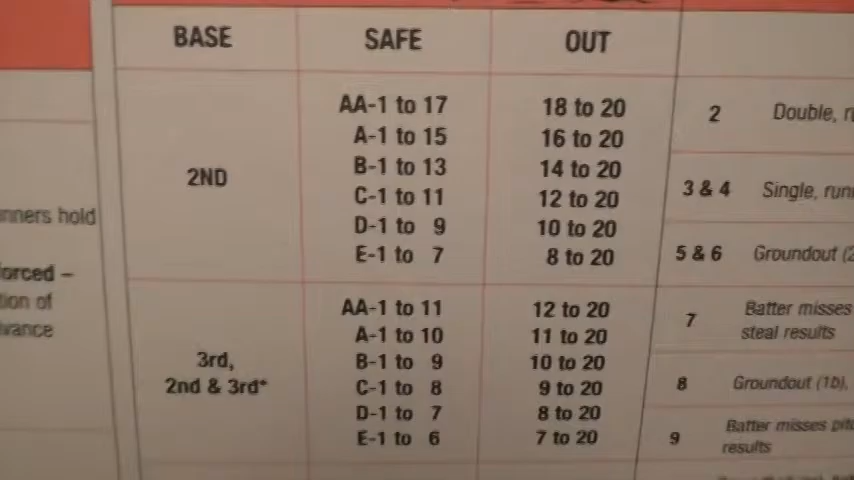 BASE SAFE OUT
2ND
AA-1 to 17 18 to 20
A-1 to 15 16 to 20
B-1 to 13 14 to 20
C-1 to 11 12 to 20
D-1 to 9 10 to 20
E-1 to 7 8 to 20
3rd,
2nd & 3rd*
AA-1 to 11 12 to 20
A-1 to 10 11 to 20
B-1 to 9 10 to 20
C-1 to 8 9 to 20
D-1 to 7 8 to 20
E-1 to 6 7 to 20
2 Double,
3 & 4 Single,
5 & 6 Groundout
7 Batter misses
steal results
8 Groundout (1b),
9 Batter misses
results
hold
of